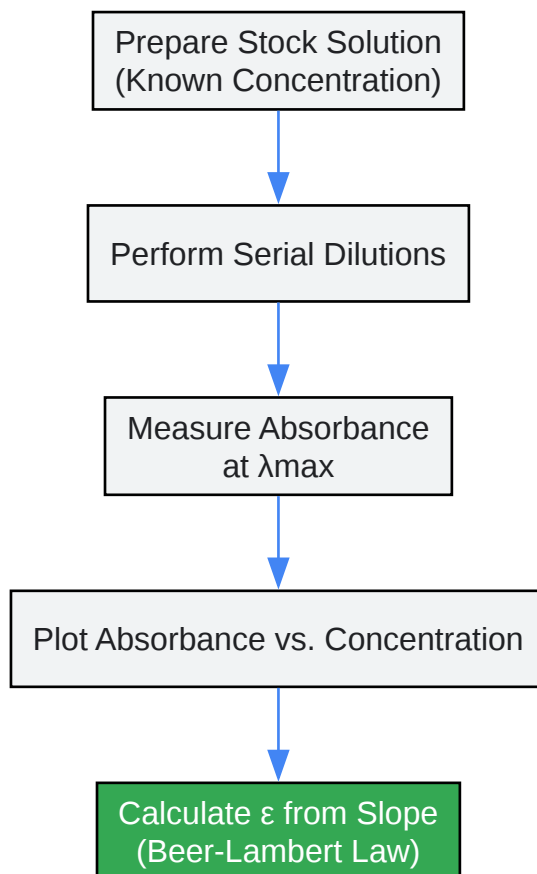 Prepare Stock Solution
(Known Concentration)
Perform Serial Dilutions
Measure Absorbance
at λmax
Plot Absorbance vs. Concentration
Calculate ε from Slope
(Beer-Lambert Law)